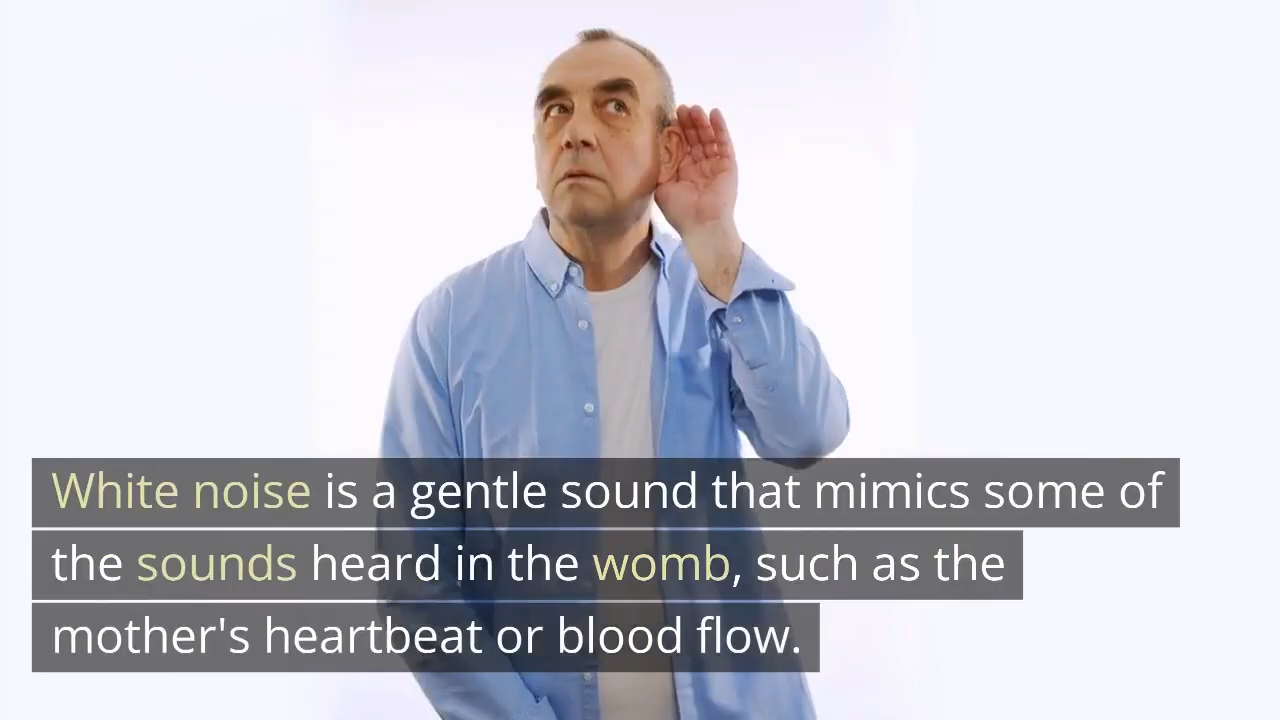 White noise is a gentle sound that mimics some of
the sounds heard in the womb, such as the
mother's heartbeat or blood flow.